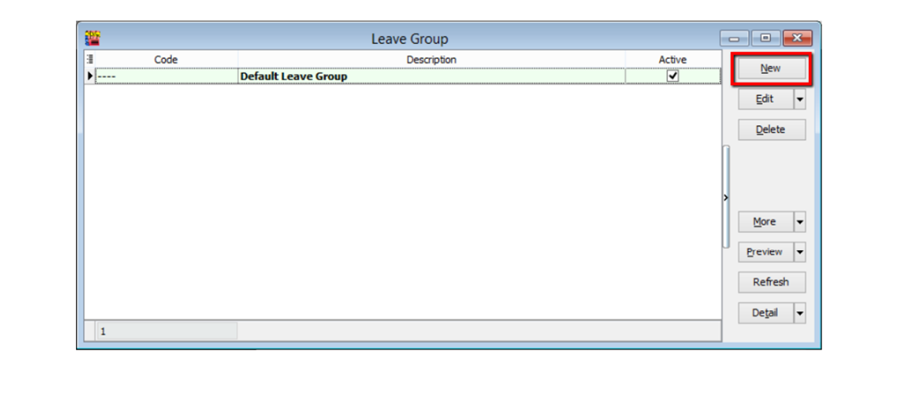 Leave Group
Code Description Active
---- Default Leave Group
New
Edit
Delete
More
Preview
Refresh
Detail
1